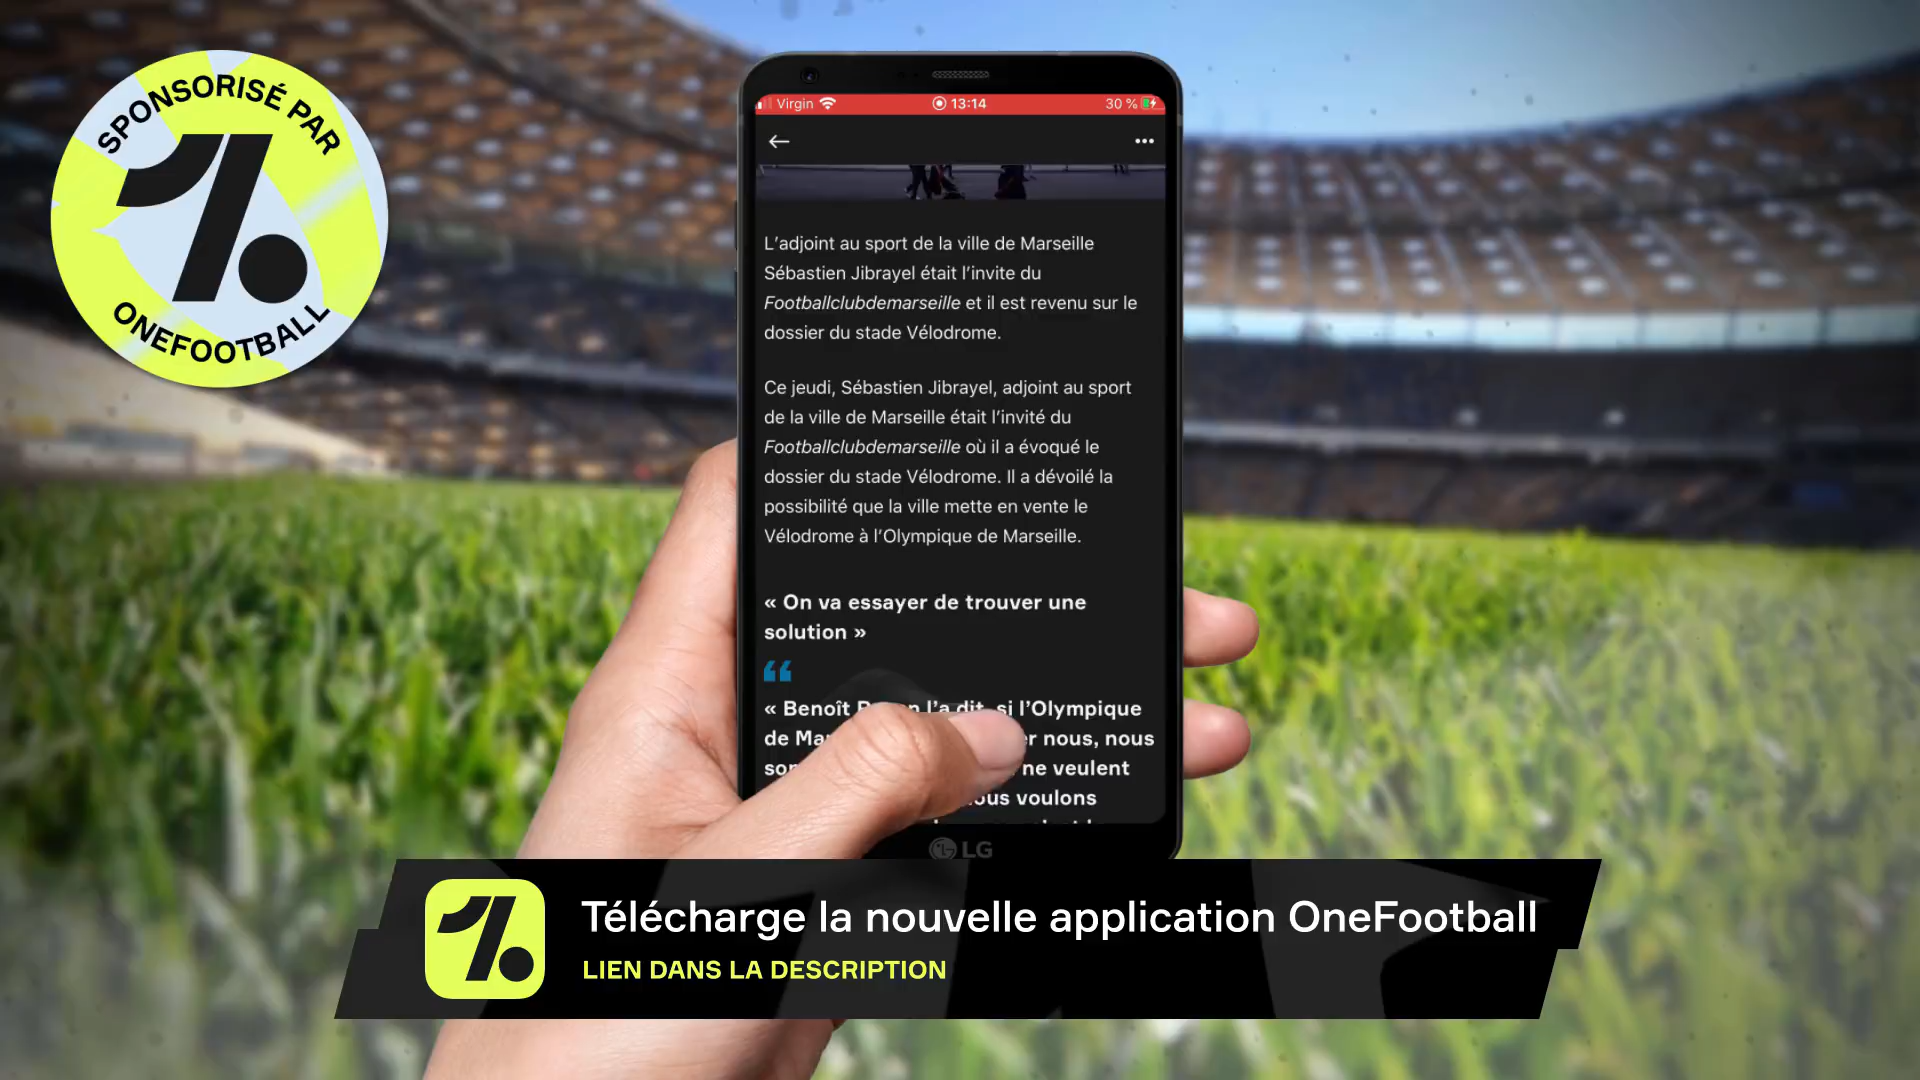 SPONSORISÉ PAR
ONEFOOTBALL
Virgin
13:14
30 %
L'adjoint au sport de la ville de Marseille
Sébastien Jibrayel était l'invite du
Footballclubdemarseille et il est revenu sur le
dossier du stade Vélodrome.
Ce jeudi, Sébastien Jibrayel, adjoint au sport
de la ville de Marseille était l'invité du
Footballclubdemarseille où il a évoqué le
dossier du stade Vélodrome. Il a dévoilé la
possibilité que la ville mette en vente le
Vélodrome à l'Olympique de Marseille.
« On va essayer de trouver une
solution »
« Benoît l'a dit, si l'Olympique
de nous, nous
ne veulent
voulons
LG
Télécharge la nouvelle application OneFootball
LIEN DANS LA DESCRIPTION